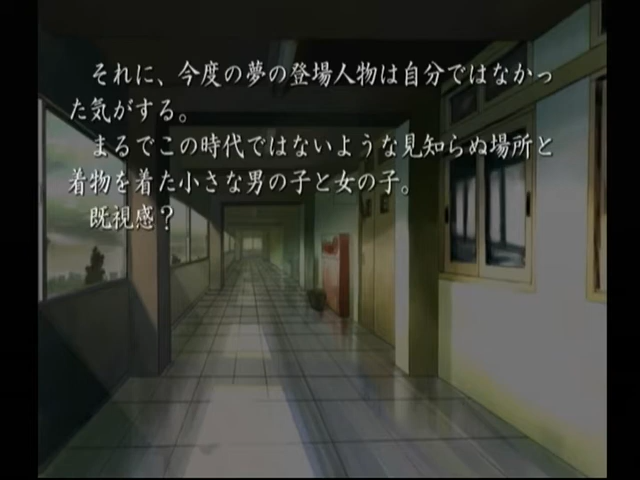 それに、今度の夢の登場人物は自分ではなかっ
た気がする。
まるでこの時代ではないような見知らぬ場所と
着物を着た小さな男の子と女の子。
既視感？